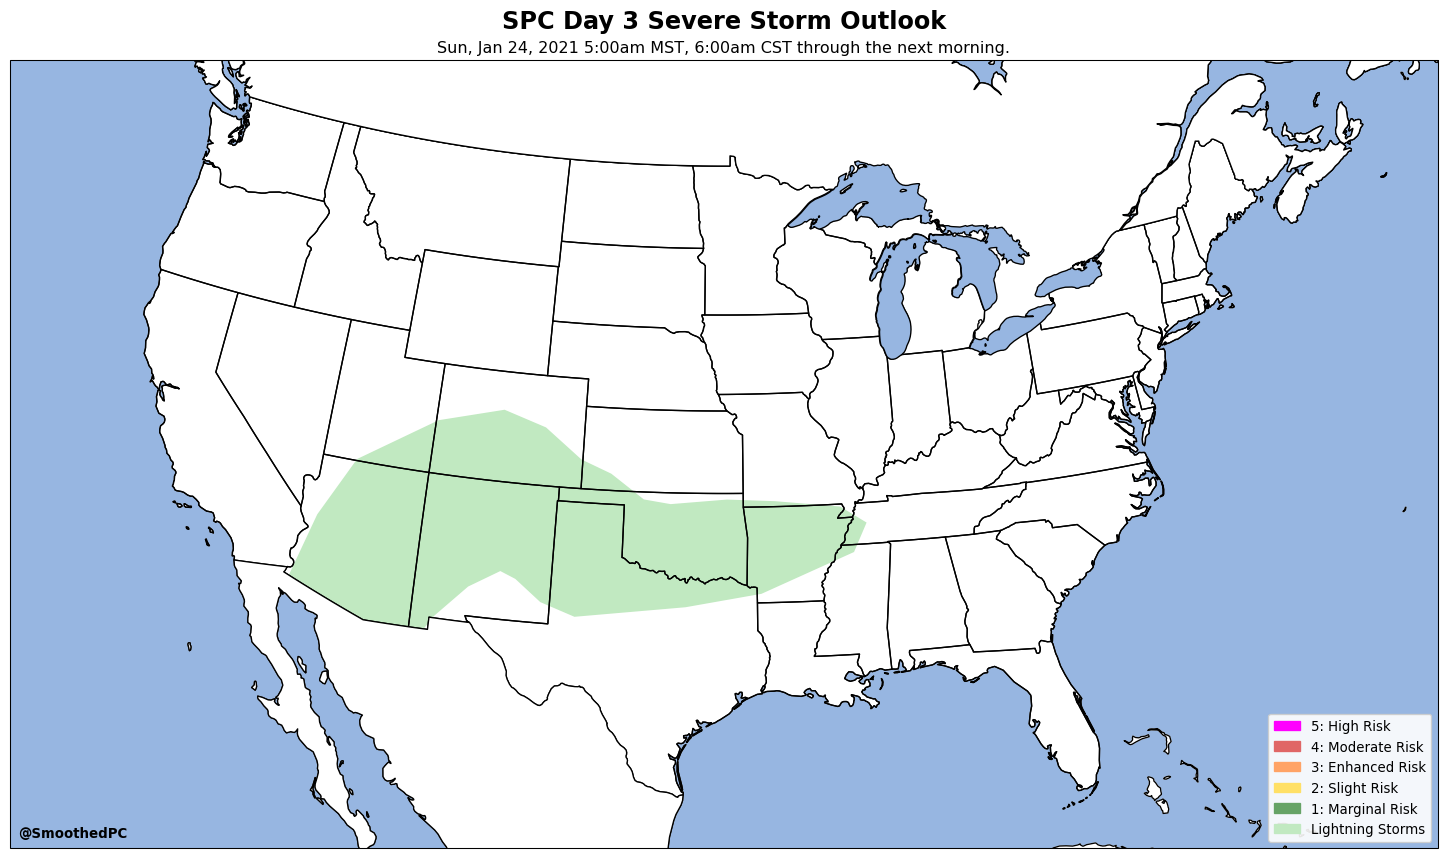 SPC Day 3 Severe Storm Outlook
Sun, Jan 24, 2021 5:00am MST, 6:00am CST through the next morning.
5: High Risk
4: Moderate Risk
3: Enhanced Risk
2: Slight Risk
1: Marginal Risk
Lightning Storms
@SmoothedPC